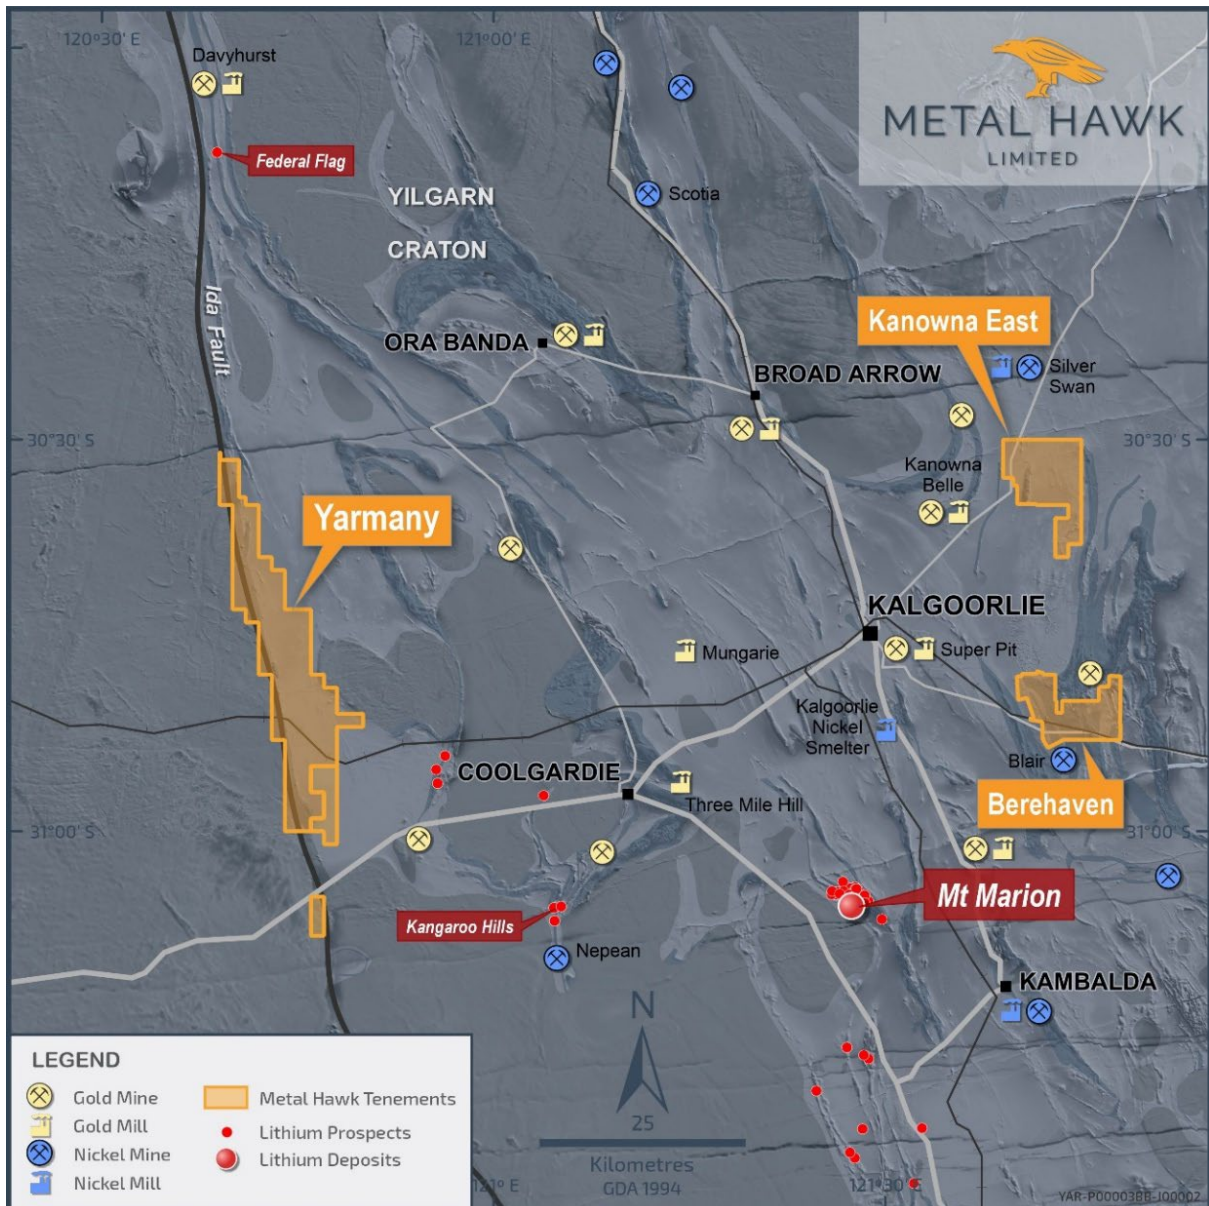 120°30' E
121°00' E
Davyhurst
METAL HAWK
LIMITED
Federal Flag
YILGARN
CRATON
Scotia
Ida Fault
Kanowna East
ORA BANDA
BROAD ARROW
Silver
Swan
30°30' S
30°30' S
Kanowna
Belle
Yarmany
KALGOORLIE
Mungarie
Super Pit
Kalgoorlie
Nickel
Smelter
Blair
COOLGARDIE
Three Mile Hill
Berehaven
31°00' S
31°00' S
Mt Marion
Kangaroo Hills
Nepean
KAMBALDA
N
25
Kilometres
GDA 1994
LEGEND
Gold Mine
Gold Mill
Nickel Mine
Nickel Mill
Metal Hawk Tenements
Lithium Prospects
Lithium Deposits
121° E
121°30' E